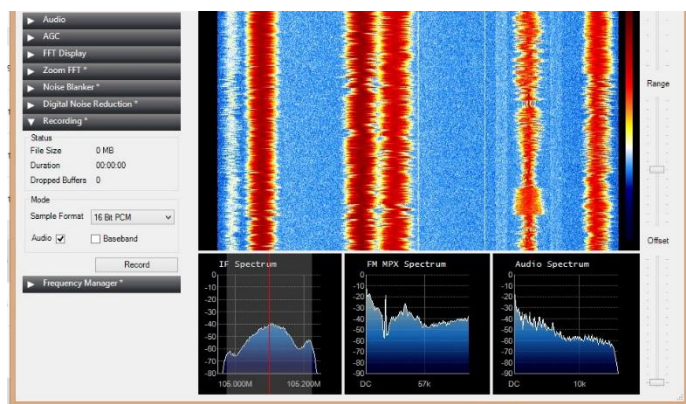 Audio
AGC
FFT Display
Zoom FFT *
Noise Blanker *
Digital Noise Reduction *
Recording *
Status
File Size 0 MB
Duration 00:00:00
Dropped Buffers 0
Mode
Sample Format 16 Bit PCM
Audio Baseband
Record
Frequency Manager *
Range
Offset
IF Spectrum
0
-10
-20
-30
-40
-50
-60
-70
-80
-90
105.000M 105.200M
FM MPX Spectrum
0
-10
-20
-30
-40
-50
-60
-70
-80
-90
DC 57k
Audio Spectrum
0
-10
-20
-30
-40
-50
-60
-70
-80
-90
DC 10k